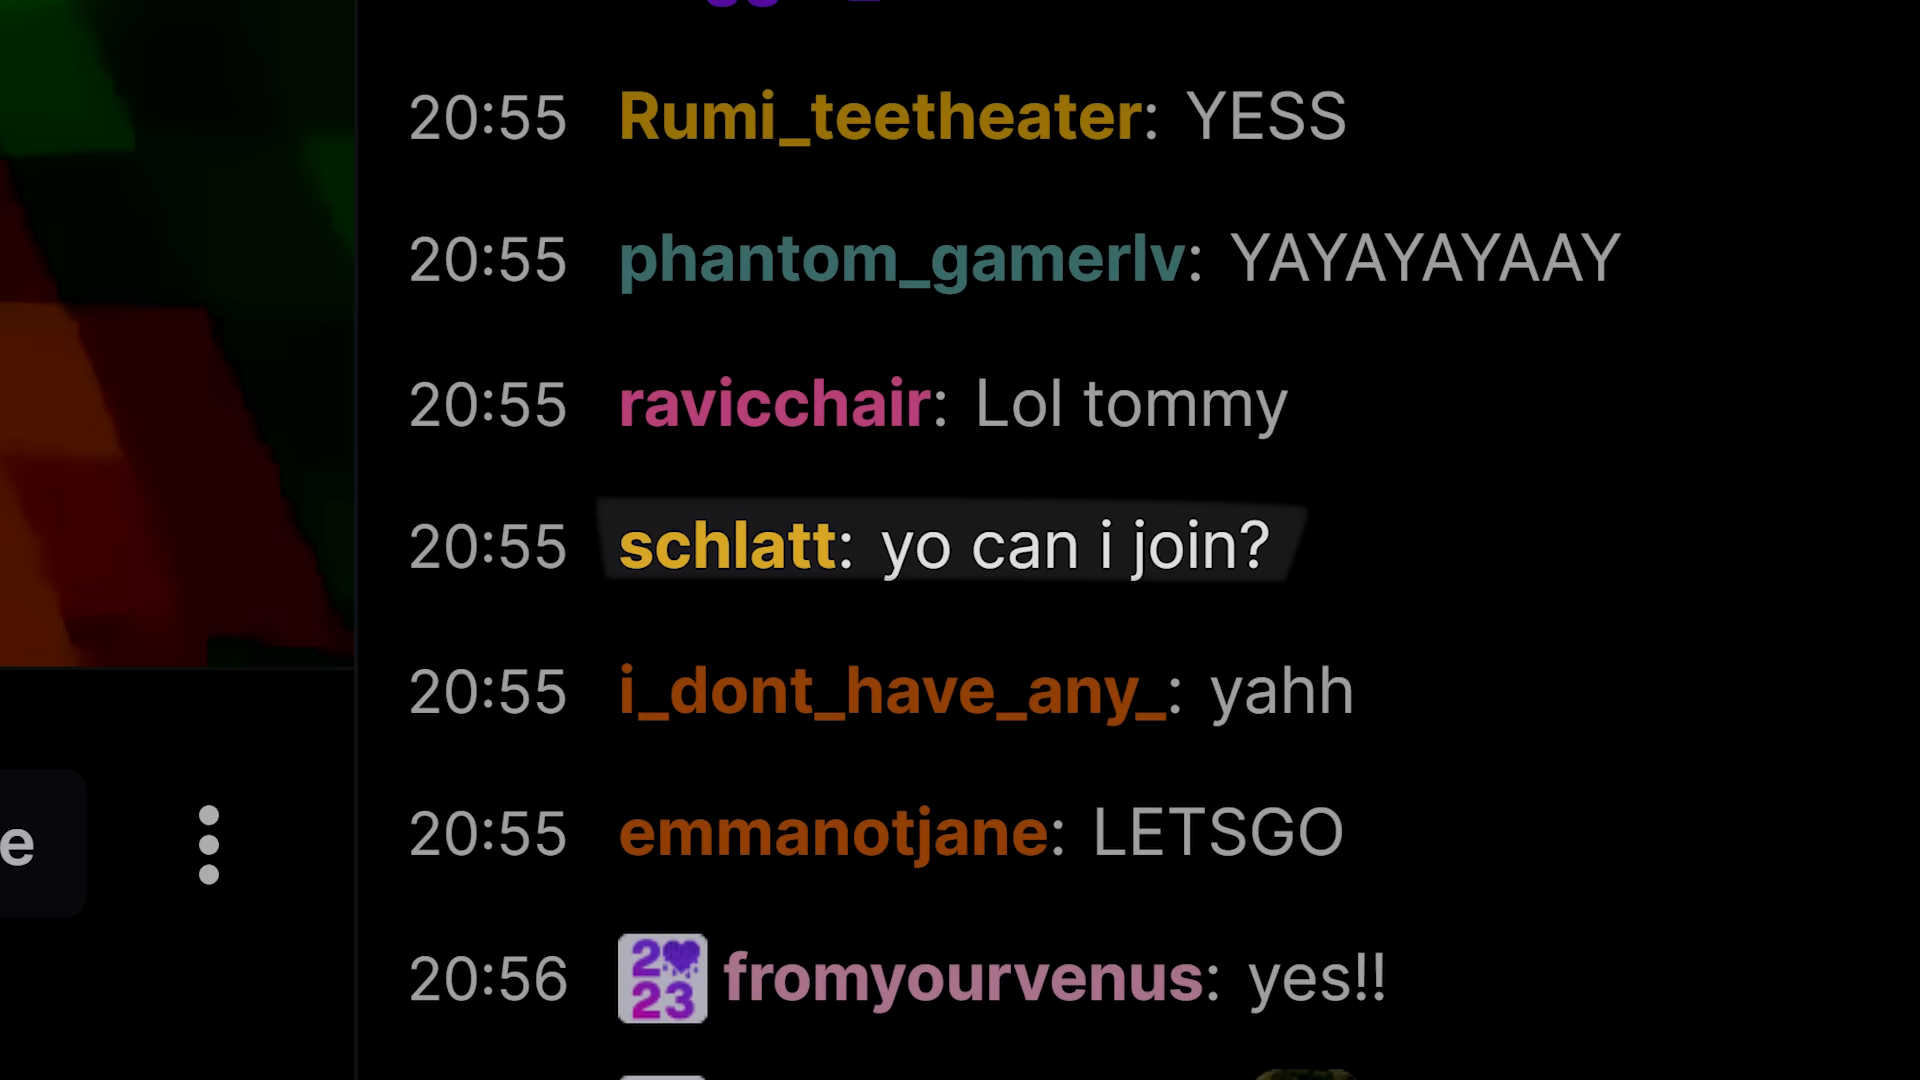 20:55 Rumi_teetheater: YESS
20:55 phantom_gamerlv: YAYAYAYAAY
20:55 ravicchair: Lol tommy
20:55 schlatt: yo can i join?
20:55 i_dont_have_any_: yahh
20:55 emmanotjane: LETSGO
e
20:56 2023 fromyourvenus: yes!!